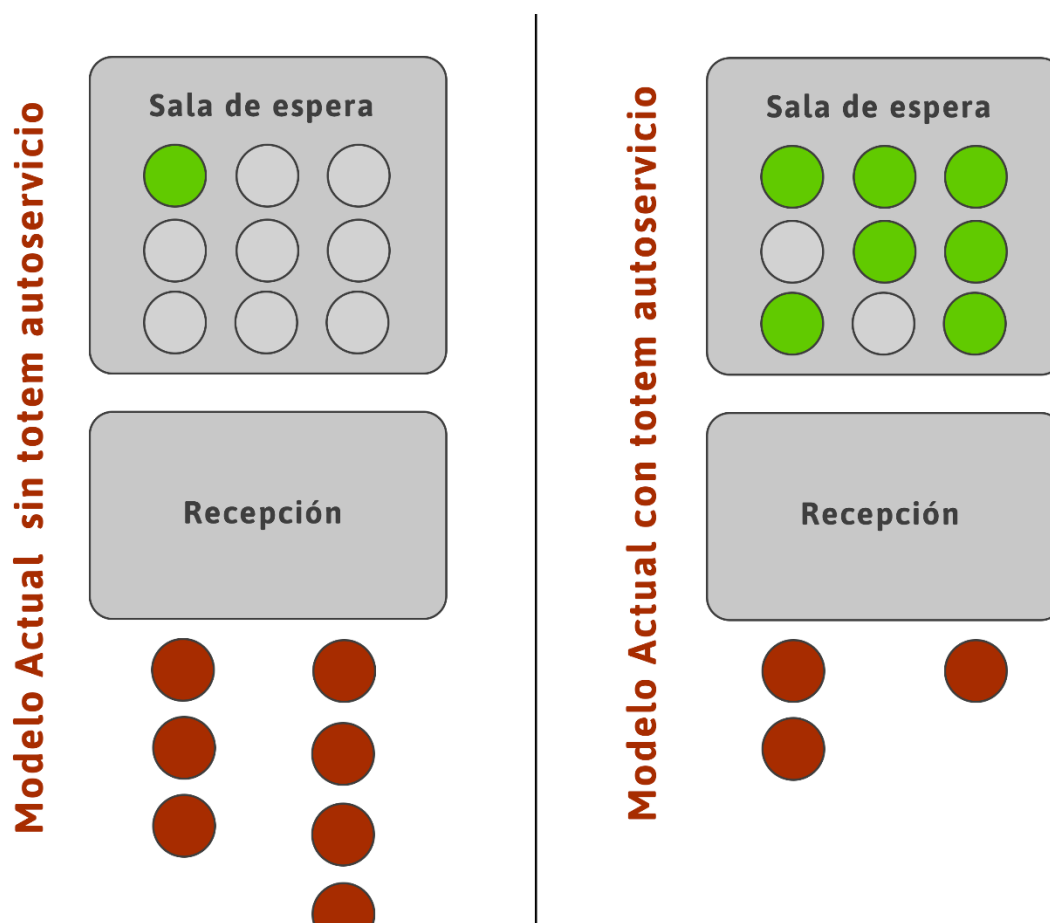 Modelo Actual  sin totem autoservicio
Sala de espera
Recepción
Modelo Actual con totem autoservicio
Sala de espera
Recepción